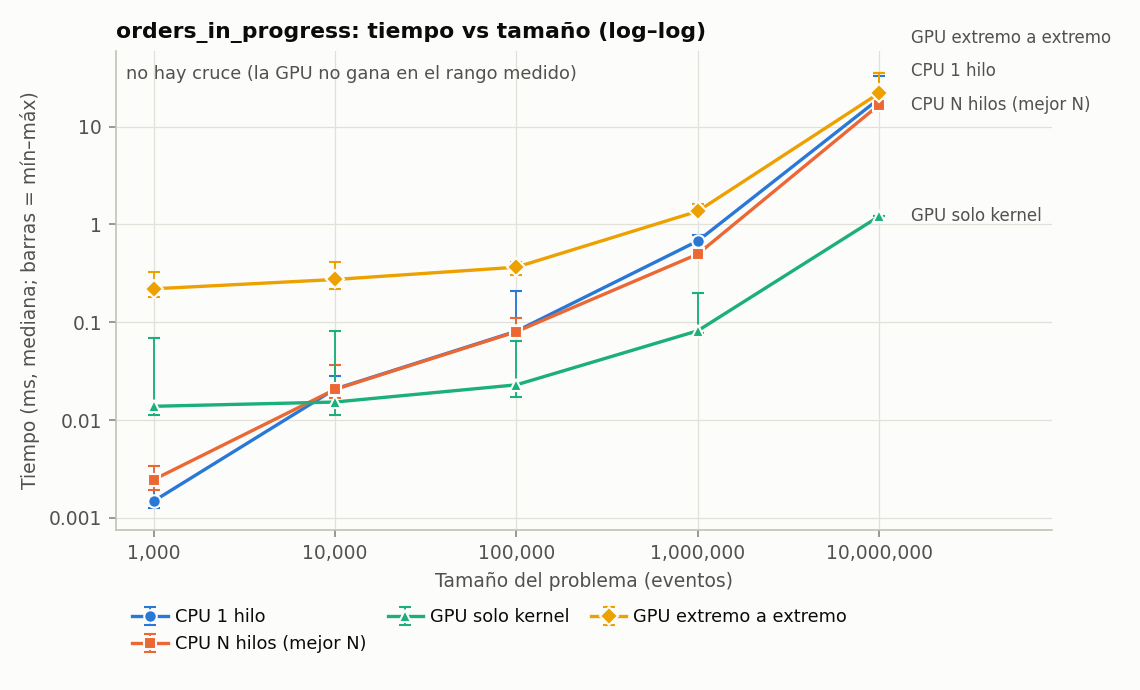 orders_in_progress: tiempo vs tamaño (log–log)
no hay cruce (la GPU no gana en el rango medido)
GPU extremo a extremo
CPU 1 hilo
CPU N hilos (mejor N)
GPU solo kernel
Tiempo (ms, mediana; barras = mín–máx)
10
1
0.1
0.01
0.001
1,000
10,000
100,000
1,000,000
10,000,000
Tamaño del problema (eventos)
CPU 1 hilo
CPU N hilos (mejor N)
GPU solo kernel
GPU extremo a extremo